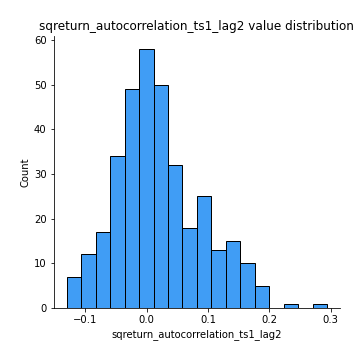 sqreturn_autocorrelation_ts1_lag2 value distribution
60
50
40
30
20
10
0
Count
−0.1 0.0 0.1 0.2 0.3
sqreturn_autocorrelation_ts1_lag2